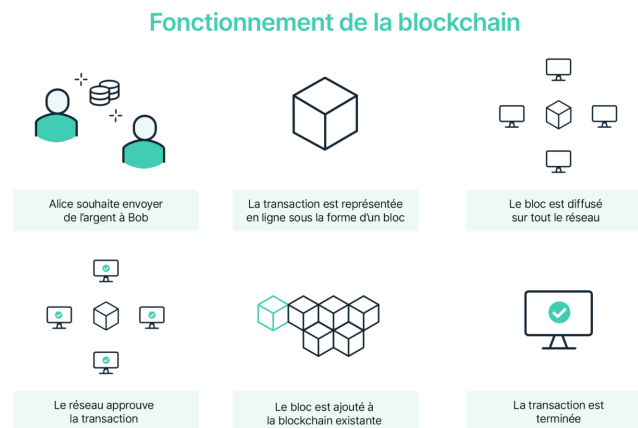 Fonctionnement de la blockchain
Alice souhaite envoyer
de l'argent à Bob
La transaction est représentée
en ligne sous la forme d'un bloc
Le bloc est diffusé
sur tout le réseau
Le réseau approuve
la transaction
Le bloc est ajouté à
la blockchain existante
La transaction est
terminée